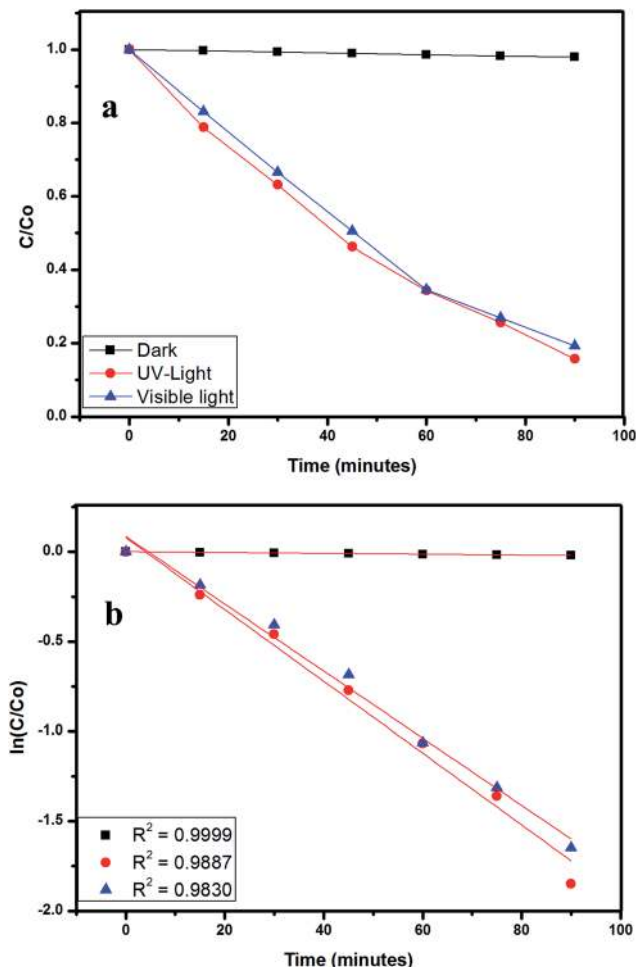 1.0
0.8
0.6
0.4
0.2
0.0
C/Co
a
Dark
UV-Light
Visible light
0 20 40 60 80 100
Time (minutes)
0.0
-0.5
-1.0
-1.5
-2.0
ln(C/Co)
b
R² = 0.9999
R² = 0.9887
R² = 0.9830
0 20 40 60 80 100
Time (minutes)